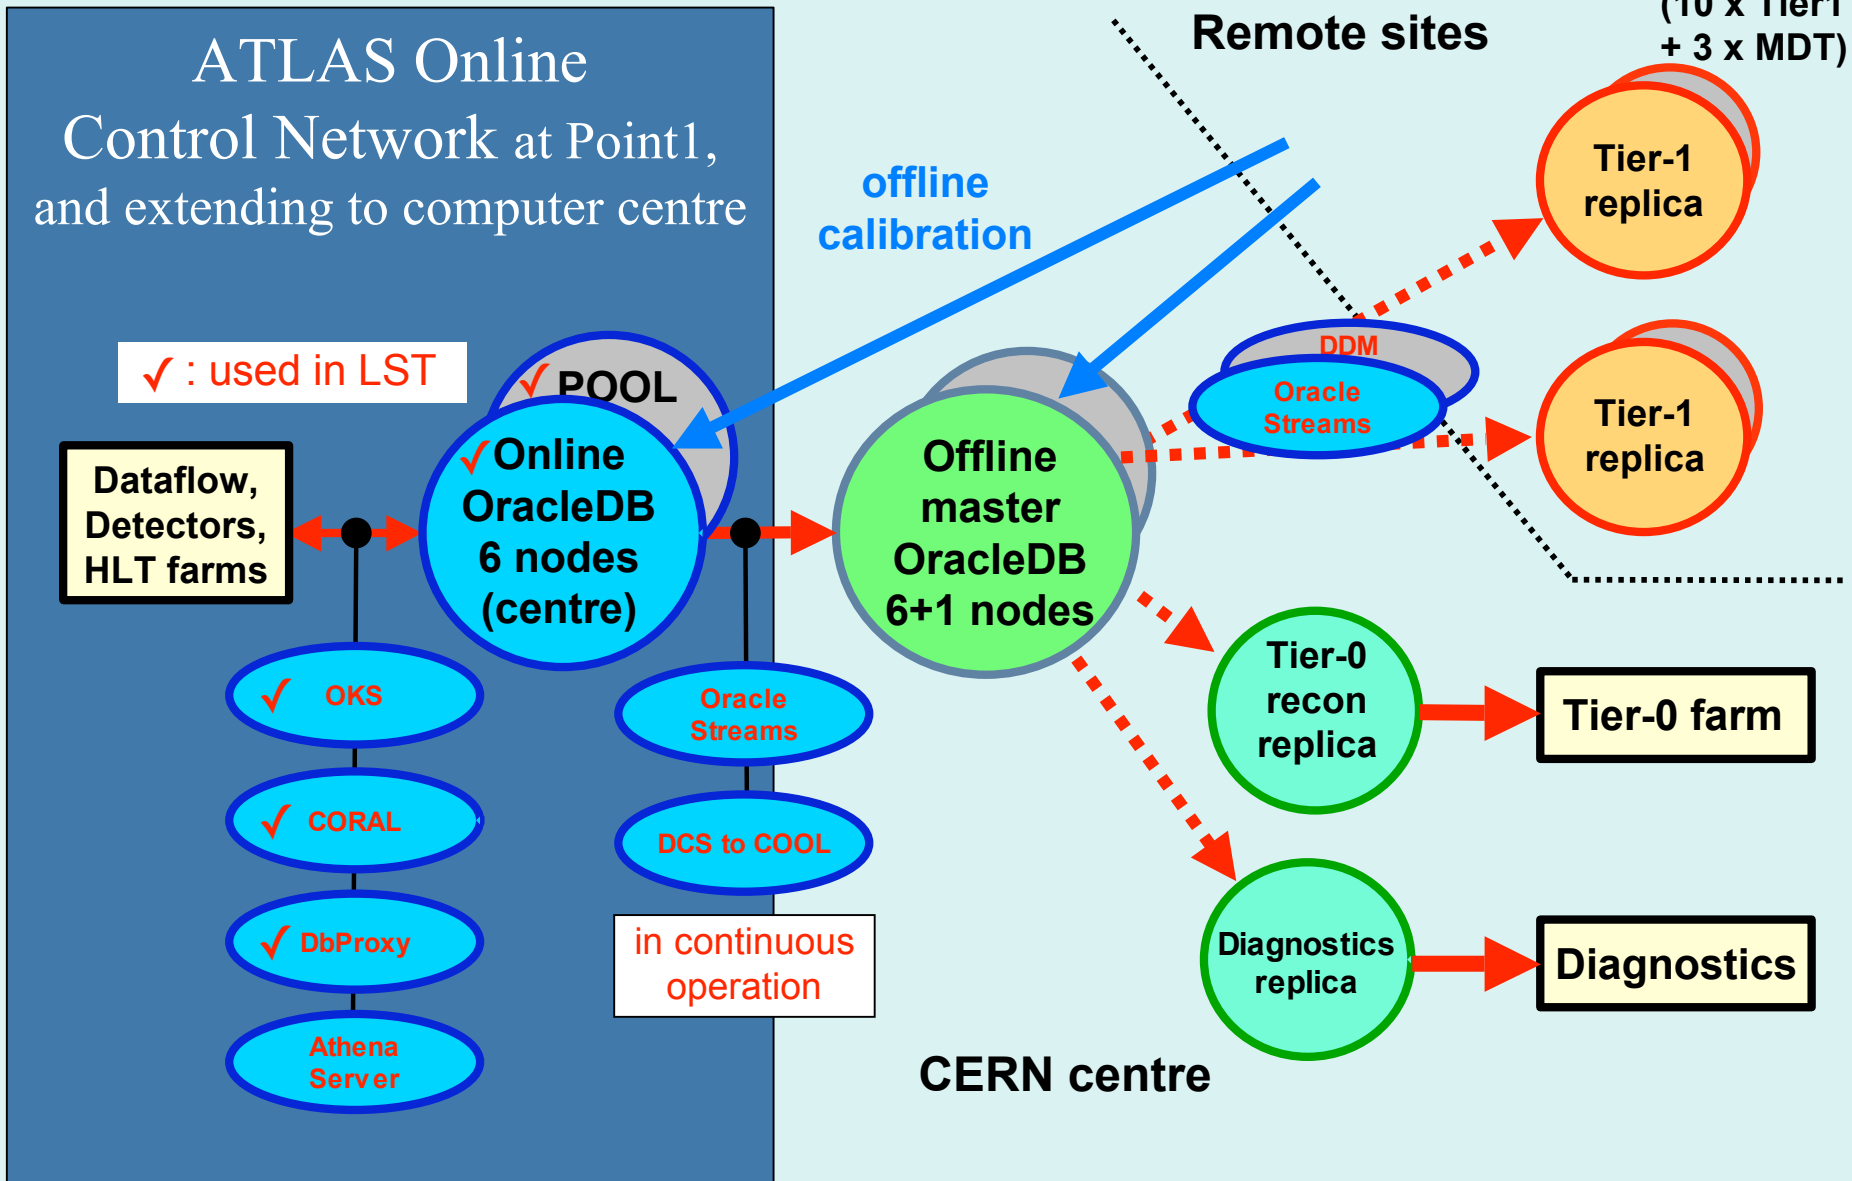 ATLAS Online
Control Network at Point1,
and extending to computer centre
Remote sites
(10 x Tier1
+ 3 x MDT)
offline
calibration
Tier-1
replica
✓ : used in LST
✓ POOL
✓ Online
OracleDB
6 nodes
(centre)
Dataflow,
Detectors,
HLT farms
Offline
master
OracleDB
6+1 nodes
DDM
Oracle
Streams
Tier-1
replica
✓ OKS
✓ CORAL
✓ DbProxy
Athena
Server
Oracle
Streams
DCS to COOL
in continuous
operation
Tier-0
recon
replica
Tier-0 farm
Diagnostics
replica
Diagnostics
CERN centre